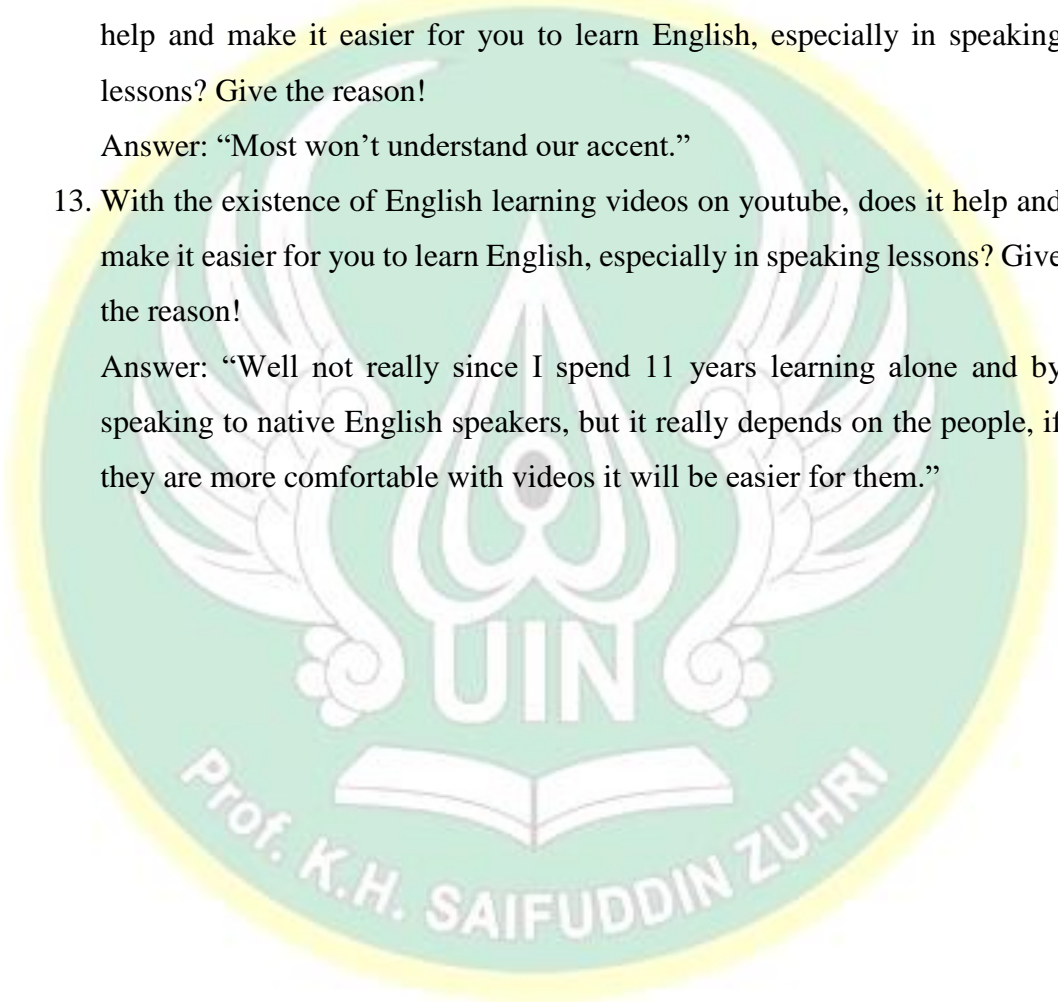 help and make it easier for you to learn English, especially in speaking
lessons? Give the reason!
Answer: “Most won’t understand our accent.”
13. With the existence of English learning videos on youtube, does it help and
make it easier for you to learn English, especially in speaking lessons? Give
the reason!
Answer: “Well not really since I spend 11 years learning alone and by
speaking to native English speakers, but it really depends on the people, if
they are more comfortable with videos it will be easier for them.”
UIN
Prof. K.H. SAIFUDDIN ZUHRI